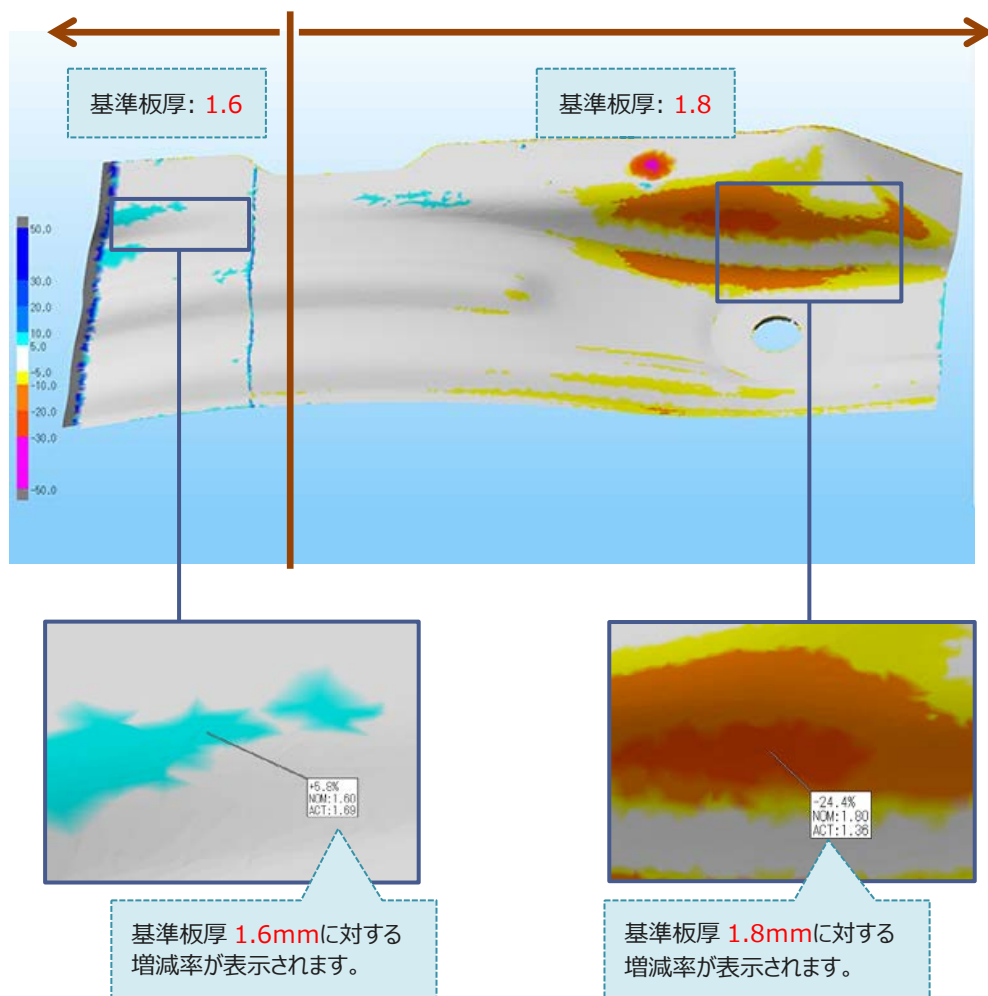 基準板厚: 1.6
基準板厚: 1.8
50.0
30.0
20.0
10.0
5.0
-5.0
-10.0
-20.0
-30.0
-50.0
+5.8%
NOM:1.60
ACT:1.69
-24.4%
NOM:1.80
ACT:1.36
基準板厚 1.6mmに対する
増減率が表示されます。
基準板厚 1.8mmに対する
増減率が表示されます。